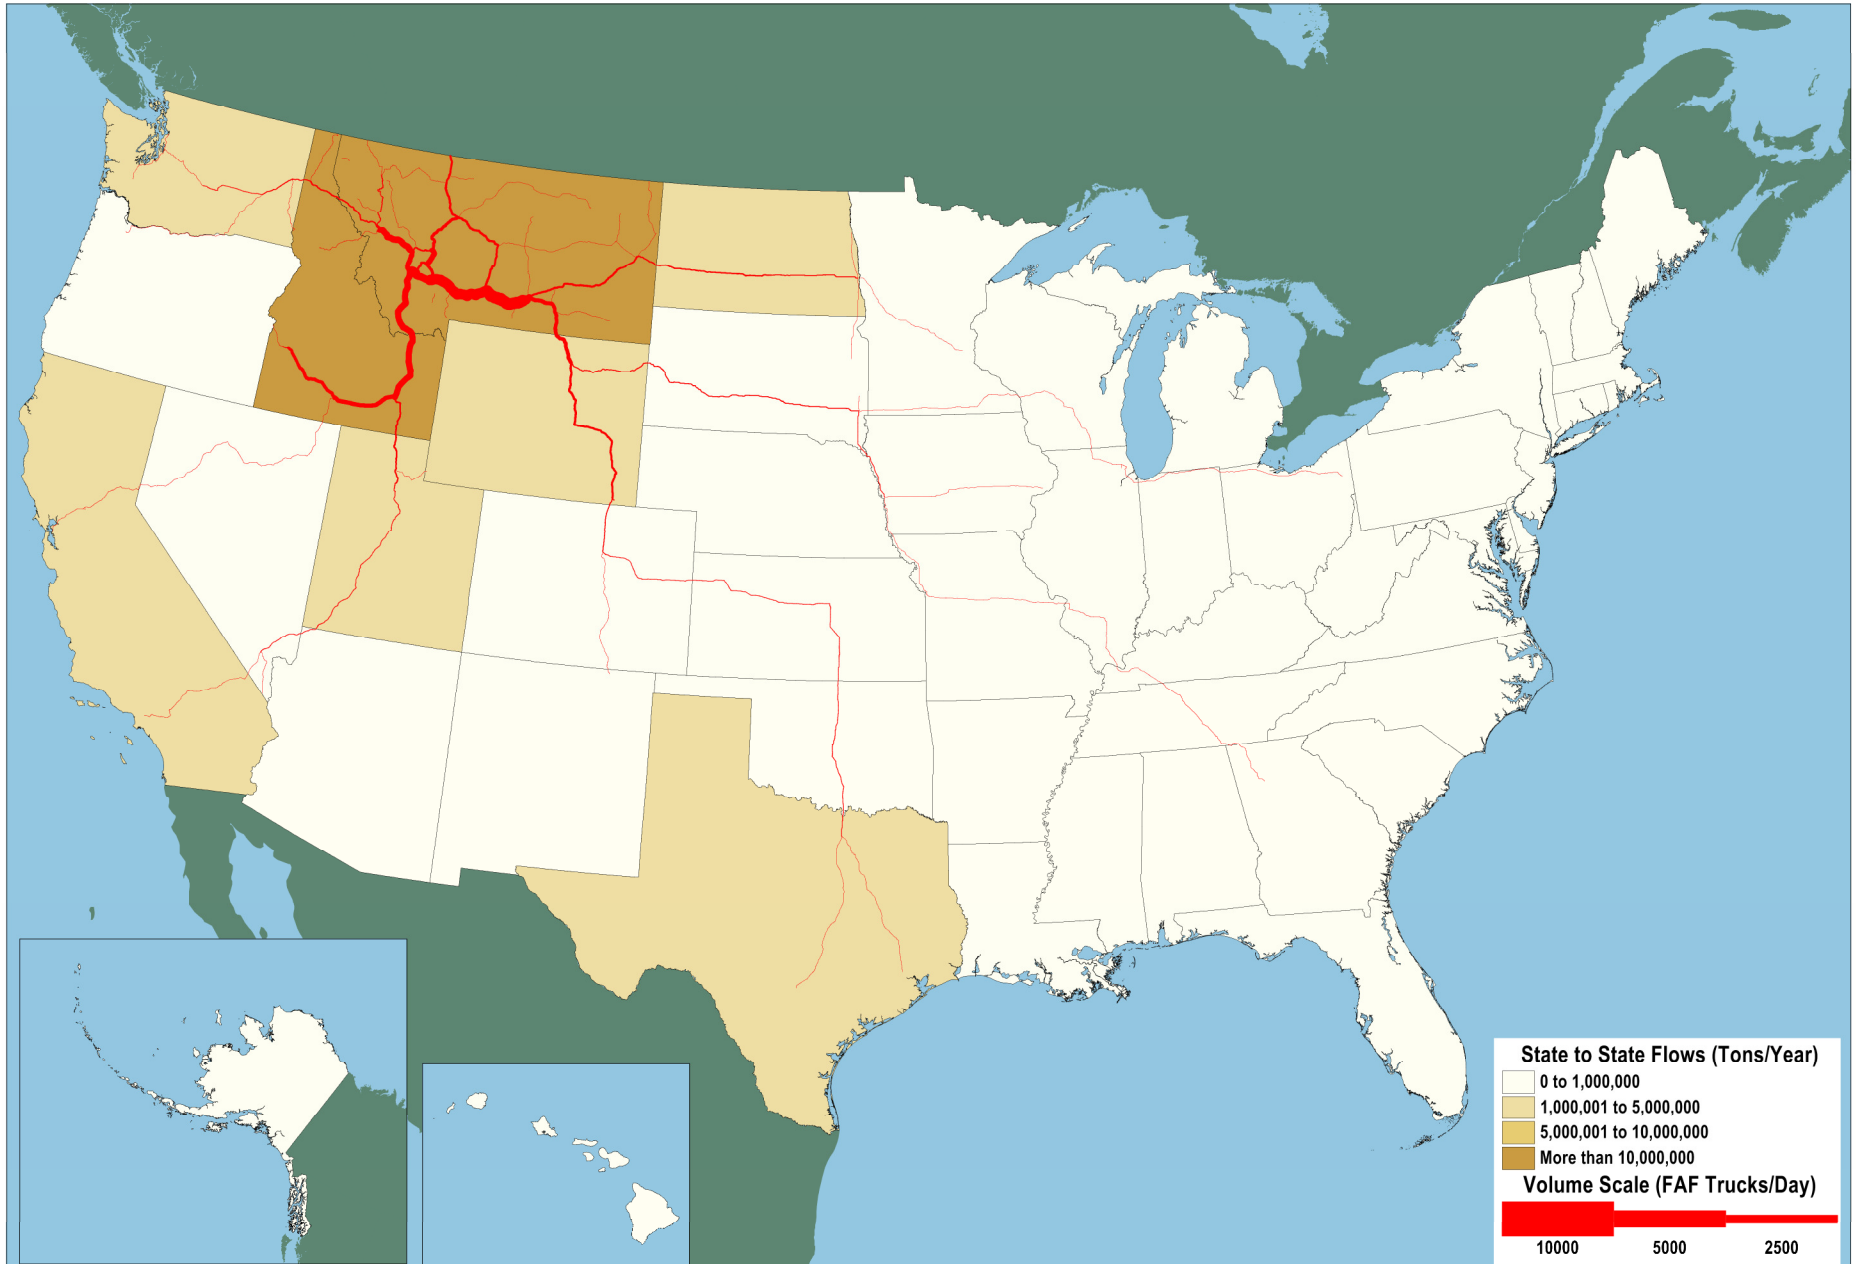 State to State Flows (Tons/Year)
0 to 1,000,000
1,000,001 to 5,000,000
5,000,001 to 10,000,000
More than 10,000,000
Volume Scale (FAF Trucks/Day)
10000 5000 2500